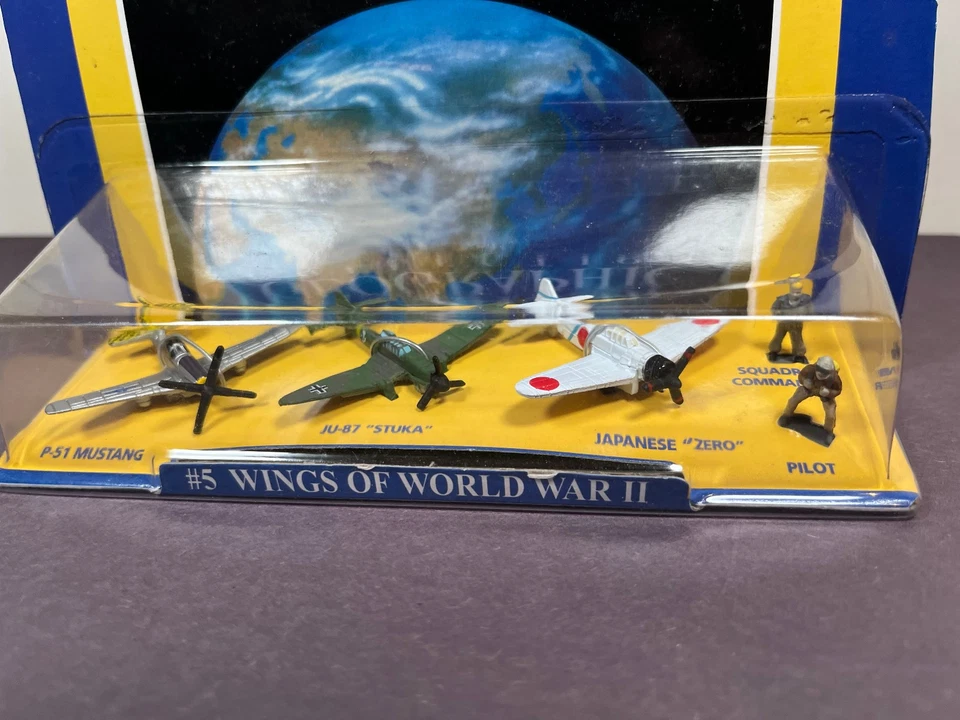 P-51 MUSTANG
JU-87 "STUKA"
JAPANESE "ZERO"
PILOT
#5 WINGS OF WORLD WAR II